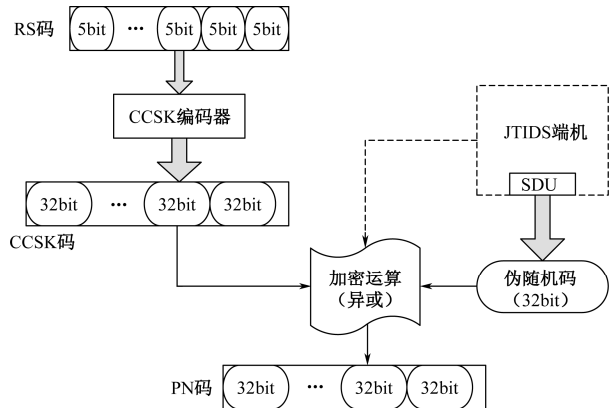 RS码 5bit ··· 5bit 5bit 5bit
CCSK编码器
JTIDS端机
SDU
32bit ··· 32bit 32bit
CCSK码
加密运算
（异或）
伪随机码
（32bit）
PN码 32bit ··· 32bit 32bit